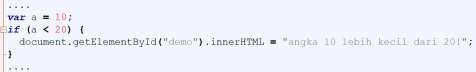 ....
var a = 10;
if (a < 20) {
  document.getElementById("demo").innerHTML = "angka 10 lebih kecil dari 20!";
}
....